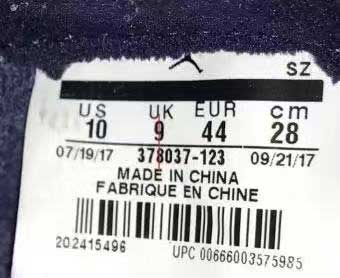 SZ
US UK EUR cm
10 9 44 28
07/19/17 378037-123 09/21/17
MADE IN CHINA
FABRIQUE EN CHINE
202415496 UPC 00666003575985